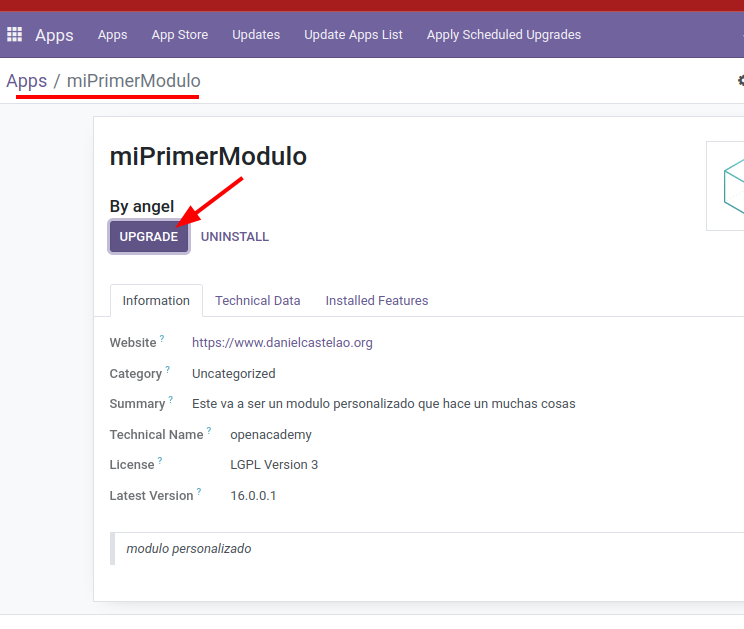 Apps Apps App Store Updates Update Apps List Apply Scheduled Upgrades
Apps / miPrimerModulo
miPrimerModulo
By angel
UPGRADE UNINSTALL
Information Technical Data Installed Features
Website ? https://www.danielcastelao.org
Category ? Uncategorized
Summary ? Este va a ser un modulo personalizado que hace un muchas cosas
Technical Name ? openacademy
License ? LGPL Version 3
Latest Version ? 16.0.0.1
modulo personalizado